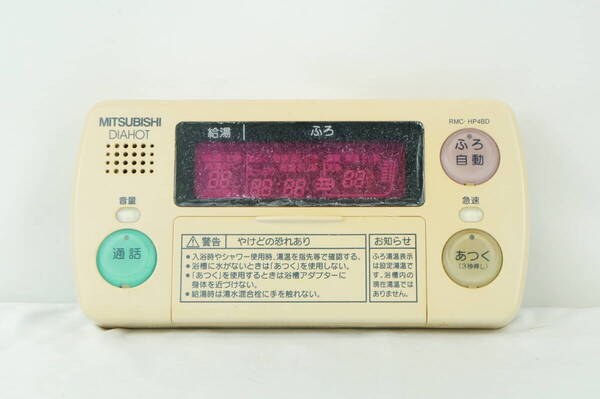 MITSUBISHI
DIAHOT
給湯 ふろ
RMC-HP4BD
ふろ
自動
音量
通話
急速
あつく
(3秒押し)
警告 やけどの恐れあり
●入浴時やシャワー使用時、湯温を指先等で確認する。
●浴槽に水がないときは「あつく」を使用しない。
●「あつく」を使用するときは浴槽アダプターに
身体を近づけない。
●給湯時は湯水混合栓に手を触れない。
お知らせ
ふろ湯温表示
は設定湯温で
す。浴槽内の
現在湯温では
ありません。